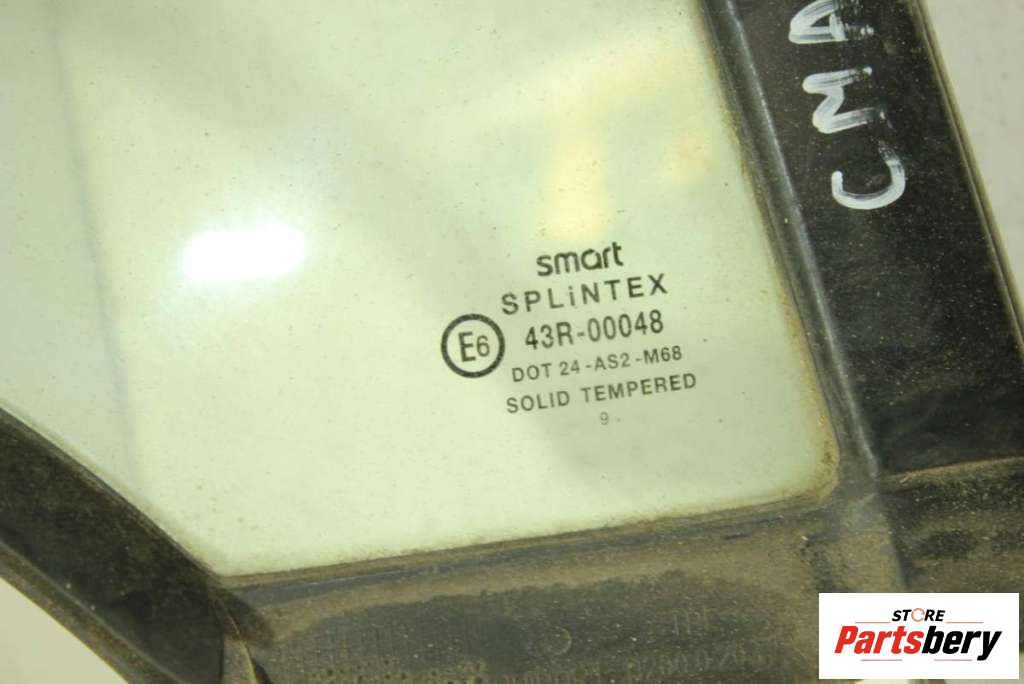 CMA
smart
SPLiNTEX
E6
43R-00048
DOT 24-AS2-M68
SOLID TEMPERED
9.
STORE
Partsbery